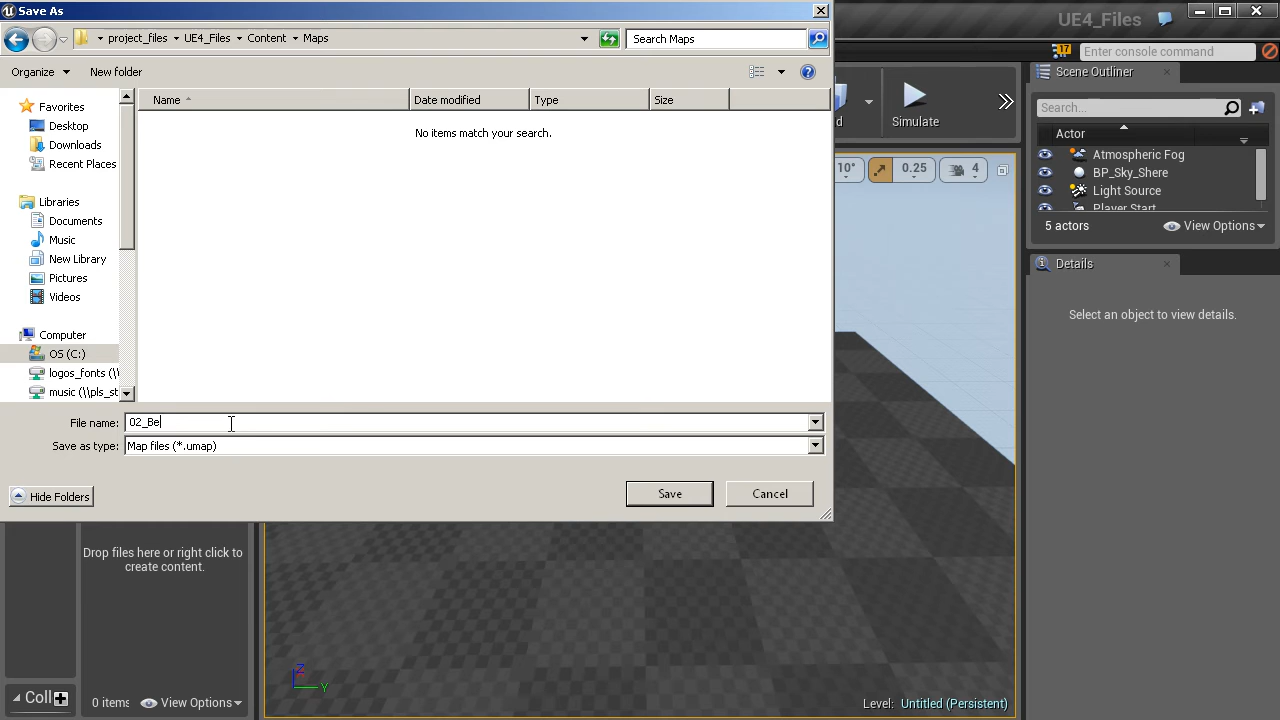 Save As
UE4_Files
project_files UE4_Files Content Maps
Search Maps
17
Enter console command
Organize
New folder
Scene Outliner
Name
Date modified
Type
Size
Simulate
Search...
No items match your search.
Actor
Favorites
Desktop
Downloads
Recent Places
10°
0.25
4
Atmospheric Fog
BP_Sky_Shere
Light Source
Player Start
5 actors
View Options
Libraries
Documents
Music
New Library
Pictures
Videos
Details
Select an object to view details.
Computer
OS (C:)
logos_fonts (\\
music (\\pls_st
File name: 02_Be
Save as type: Map files (*.umap)
Hide Folders
Save
Cancel
Drop files here or right click to
create content.
Z
Y
Coll
0 items
View Options
Level: Untitled (Persistent)